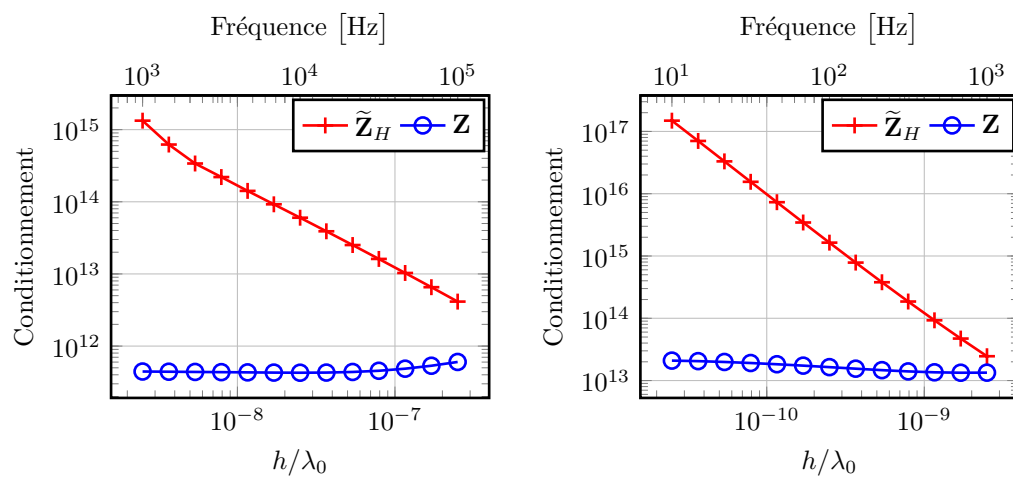 Fréquence [Hz]
10^3 10^4 10^5
Z̃_H Z
10^15
10^14
10^13
10^12
Conditionnement
10^-8 10^-7
h/λ_0
Fréquence [Hz]
10^1 10^2 10^3
Z̃_H Z
10^17
10^16
10^15
10^14
10^13
Conditionnement
10^-10 10^-9
h/λ_0